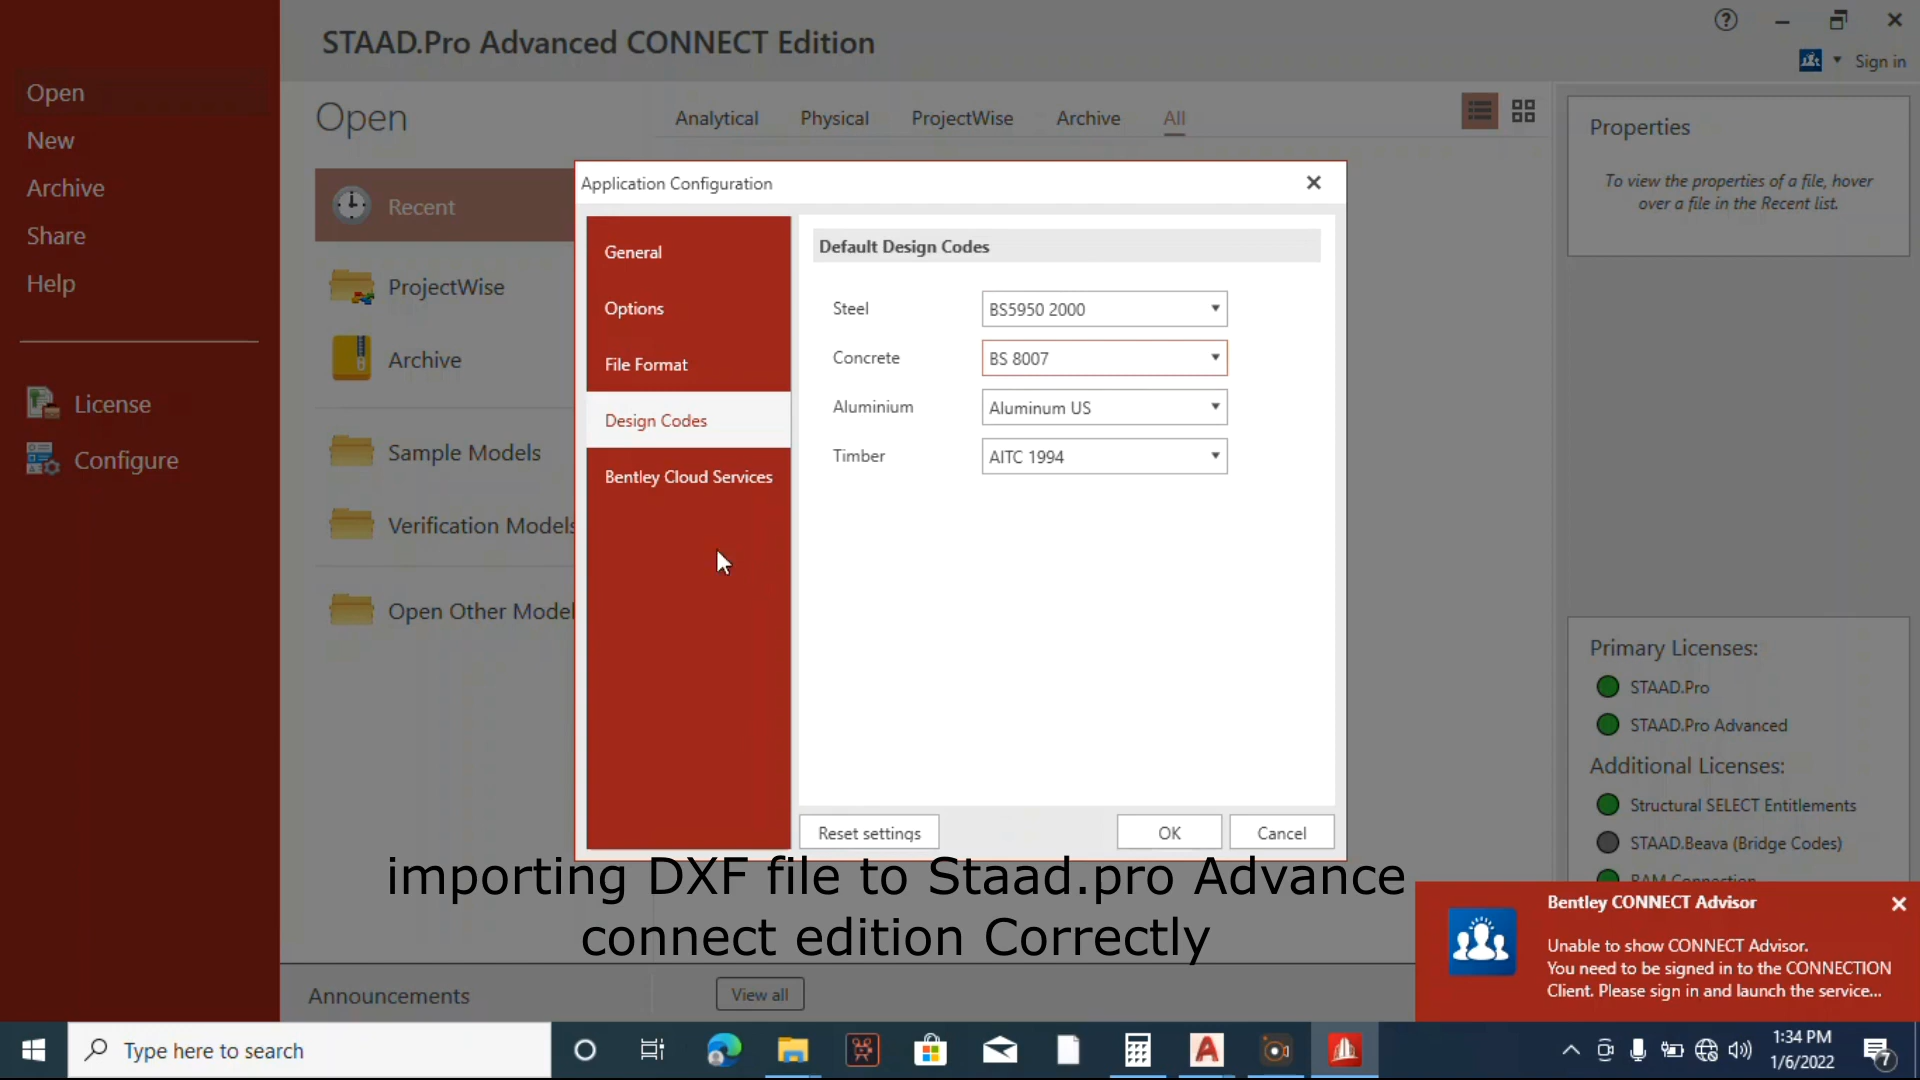 STAAD.Pro Advanced CONNECT Edition
Sign in
Open
New
Archive
Share
Help
License
Configure
Open
Analytical
Physical
ProjectWise
Archive
All
Recent
ProjectWise
Archive
Sample Models
Verification Models
Open Other Model
Application Configuration
General
Options
File Format
Design Codes
Bentley Cloud Services
Default Design Codes
Steel
BS5950 2000
Concrete
BS 8007
Aluminium
Aluminum US
Timber
AITC 1994
Reset settings
OK
Cancel
Properties
To view the properties of a file, hover
over a file in the Recent list.
Primary Licenses:
STAAD.Pro
STAAD.Pro Advanced
Additional Licenses:
Structural SELECT Entitlements
STAAD.Beava (Bridge Codes)
RAM Connection
importing DXF file to Staad.pro Advance
connect edition Correctly
Bentley CONNECT Advisor
Unable to show CONNECT Advisor.
You need to be signed in to the CONNECTION
Client. Please sign in and launch the service...
Announcements
View all
Type here to search
1:34 PM
1/6/2022
7